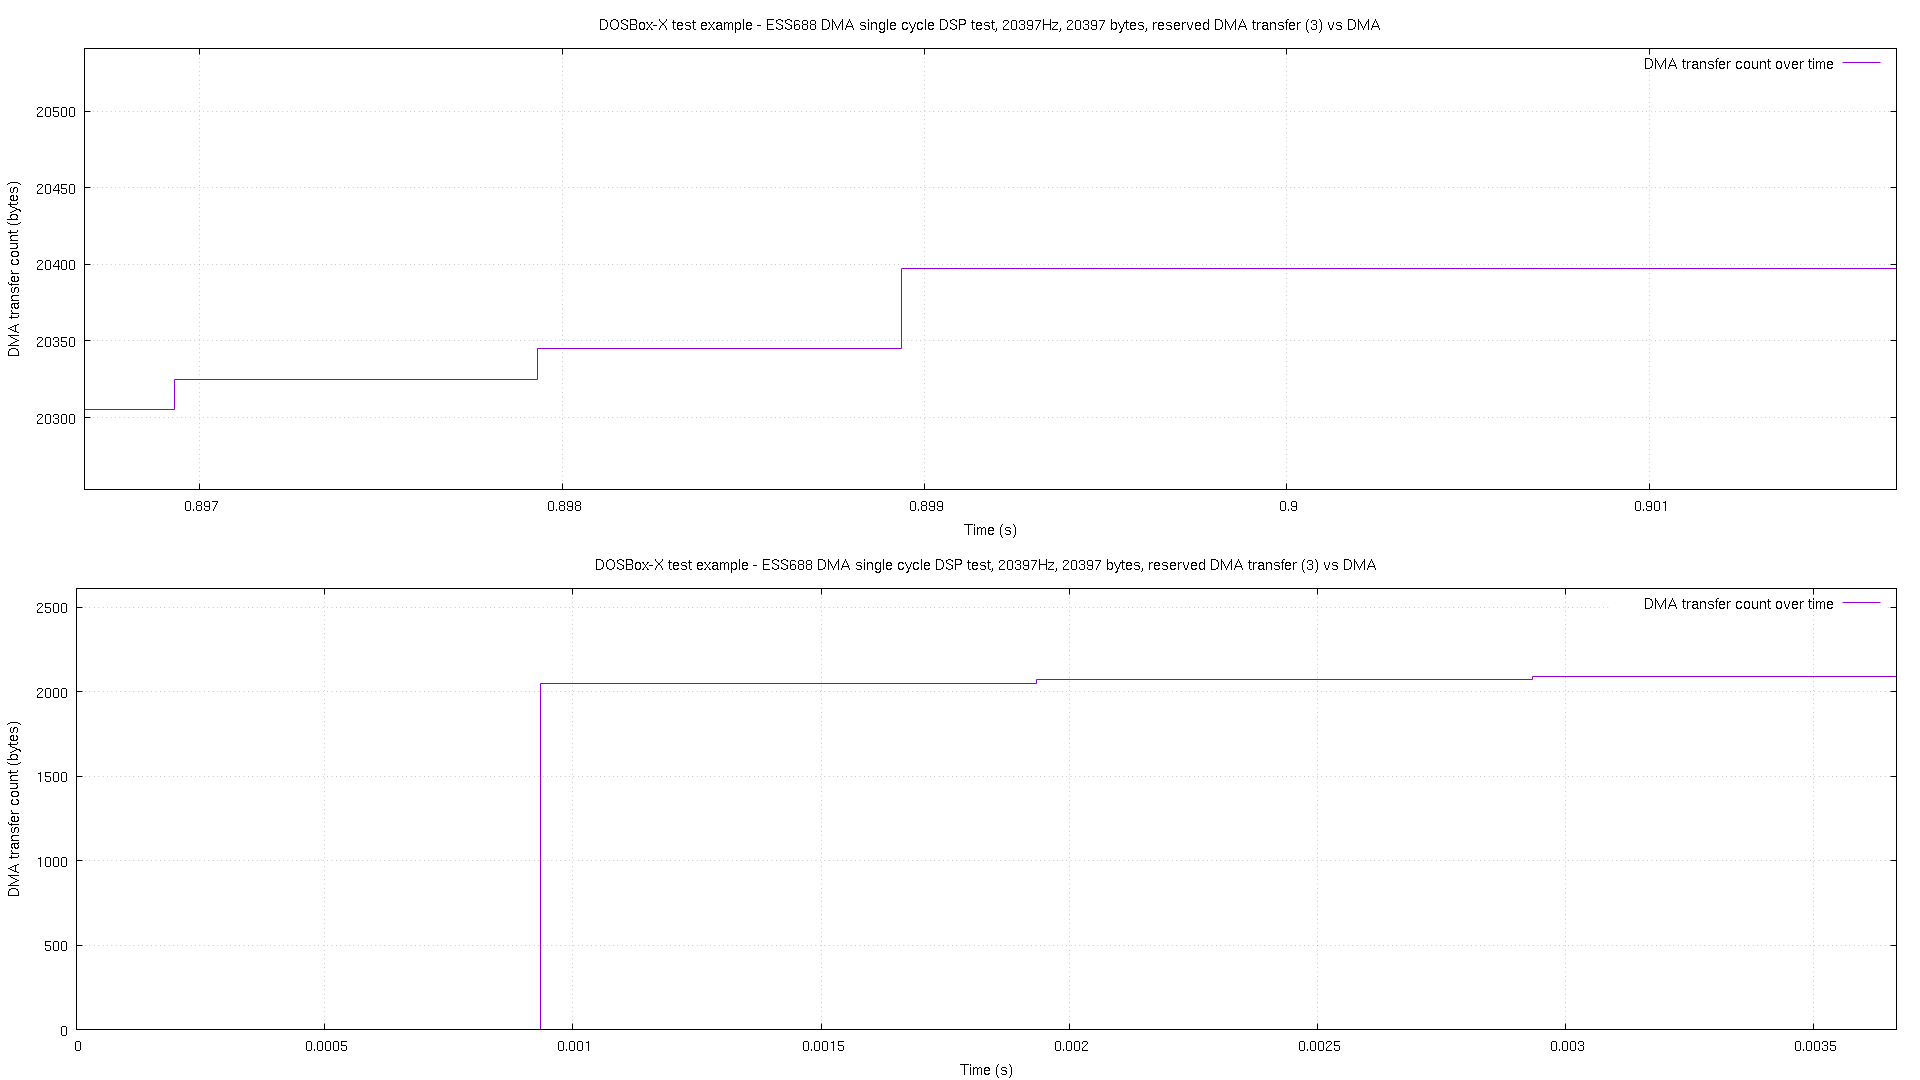 DOSBox-X test example - ESS688 DMA single cycle DSP test, 20397Hz, 20397 bytes, reserved DMA transfer (3) vs DMA
DMA transfer count over time
20500
20450
20400
20350
20300
DMA transfer count (bytes)
0.897 0.898 0.899 0.9 0.901
Time (s)
DOSBox-X test example - ESS688 DMA single cycle DSP test, 20397Hz, 20397 bytes, reserved DMA transfer (3) vs DMA
DMA transfer count over time
2500
2000
1500
1000
500
0
DMA transfer count (bytes)
0 0.0005 0.001 0.0015 0.002 0.0025 0.003 0.0035
Time (s)